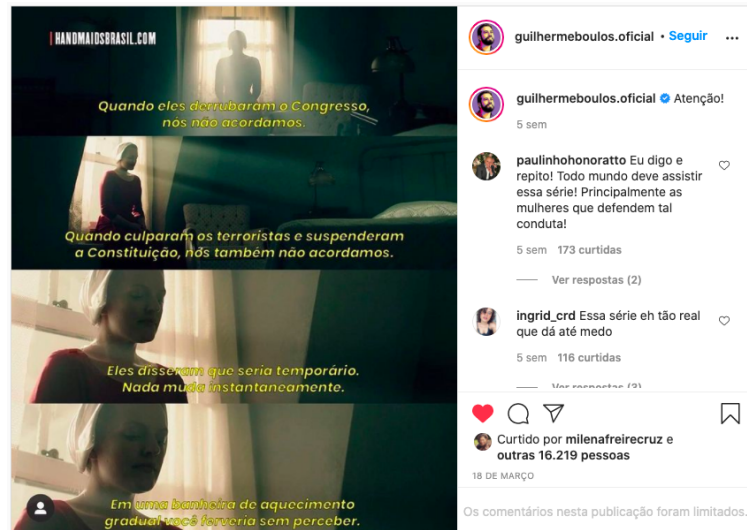 HANDMAIDSBRASIL.COM
Quando eles derrubaram o Congresso,
nós não acordamos.
Quando culparam os terroristas e suspenderam
a Constituição, nós também não acordamos.
Eles disseram que seria temporário.
Nada muda instantaneamente.
Em uma banheira de aquecimento
gradual você ferveria sem perceber.
guilhermeboulos.oficial • Seguir
guilhermeboulos.oficial Atenção!
5 sem
paulinhohonoratto Eu digo e
repito! Todo mundo deve assistir
essa série! Principalmente as
mulheres que defendem tal
conduta!
5 sem 173 curtidas
Ver respostas (2)
ingrid_crd Essa série eh tão real
que dá até medo
5 sem 116 curtidas
Ver respostas (3)
Curtido por milenafreirecruz e
outras 16.219 pessoas
18 DE MARÇO
Os comentários nesta publicação foram limitados.